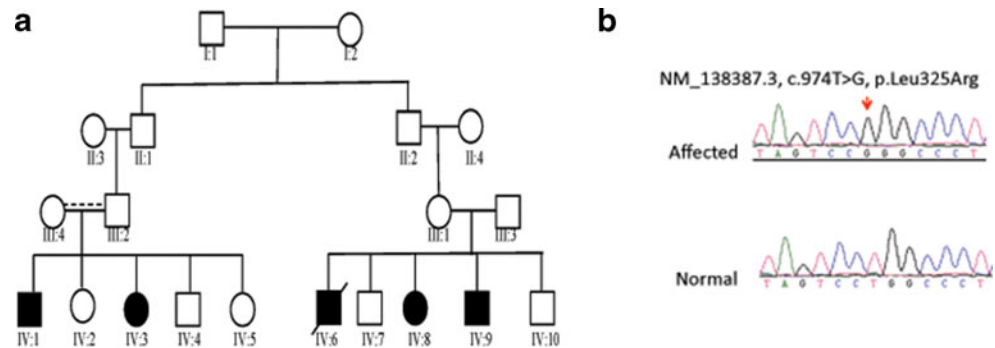 a
I:1 I:2
II:3 II:1 II:2 II:4
III:4 III:2 III:1 III:3
IV:1 IV:2 IV:3 IV:4 IV:5 IV:6 IV:7 IV:8 IV:9 IV:10
b
NM_138387.3, c.974T>G, p.Leu325Arg
Affected
T A G T C C G G G C C C T
Normal
T A G T C C T G G C C C T